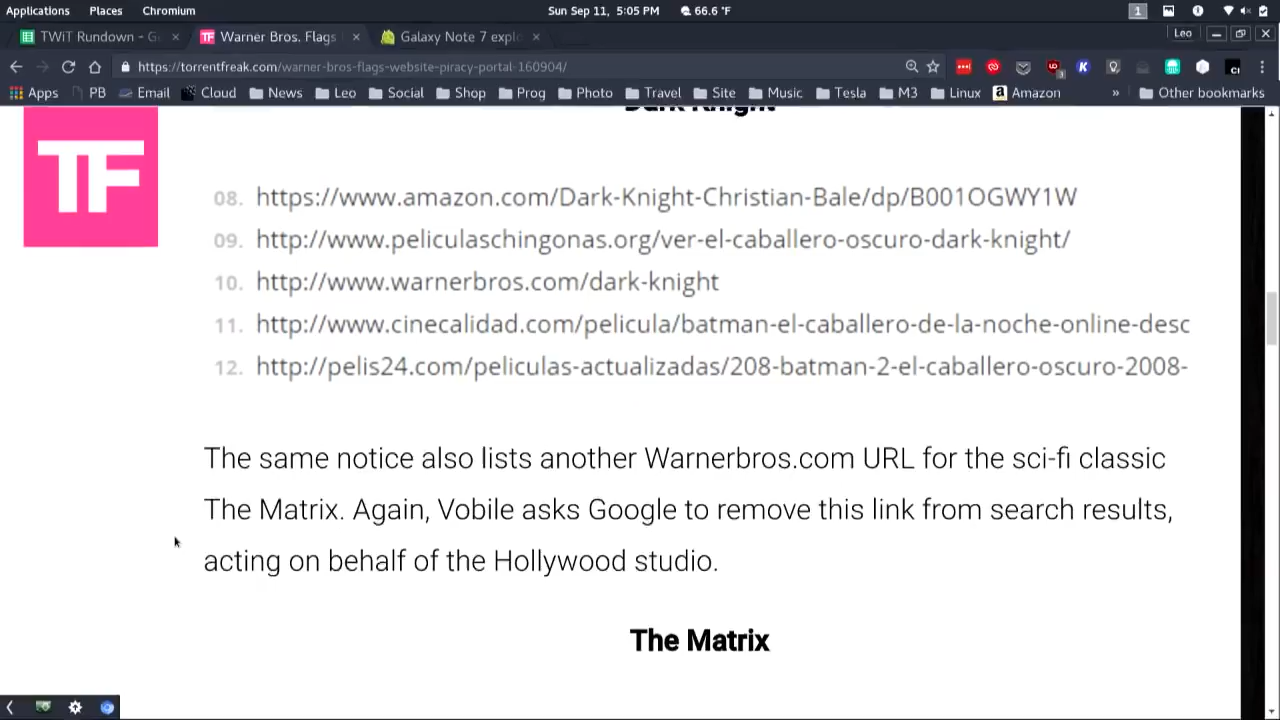 Applications Places Chromium Sun Sep 11, 5:05 PM 66.6 °F 1
TWiT Rundown - G Warner Bros. Flags Galaxy Note 7 expl Leo
https://torrentfreak.com/warner-bros-flags-website-piracy-portal-160904/
Apps PB Email Cloud News Leo Social Shop Prog Photo Travel Site Music Tesla M3 Linux Amazon » Other bookmarks
Dark Knight
TF
08. https://www.amazon.com/Dark-Knight-Christian-Bale/dp/B001OGWY1W
09. http://www.peliculaschingonas.org/ver-el-caballero-oscuro-dark-knight/
10. http://www.warnerbros.com/dark-knight
11. http://www.cinecalidad.com/pelicula/batman-el-caballero-de-la-noche-online-desc
12. http://pelis24.com/peliculas-actualizadas/208-batman-2-el-caballero-oscuro-2008-
The same notice also lists another Warnerbros.com URL for the sci-fi classic
The Matrix. Again, Vobile asks Google to remove this link from search results,
acting on behalf of the Hollywood studio.
The Matrix